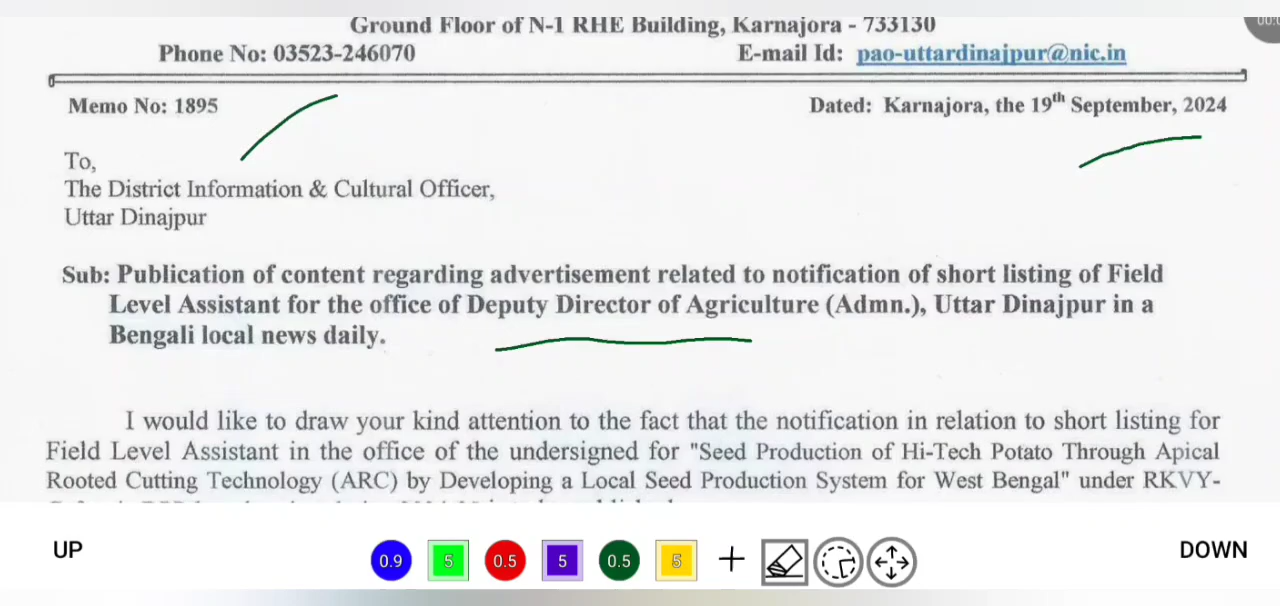 Ground Floor of N-1 RHE Building, Karnajora - 733130
Phone No: 03523-246070 E-mail Id: pao-uttardinajpur@nic.in
Memo No: 1895 Dated: Karnajora, the 19th September, 2024
To,
The District Information & Cultural Officer,
Uttar Dinajpur
Sub: Publication of content regarding advertisement related to notification of short listing of Field
Level Assistant for the office of Deputy Director of Agriculture (Admn.), Uttar Dinajpur in a
Bengali local news daily.
I would like to draw your kind attention to the fact that the notification in relation to short listing for
Field Level Assistant in the office of the undersigned for "Seed Production of Hi-Tech Potato Through Apical
Rooted Cutting Technology (ARC) by Developing a Local Seed Production System for West Bengal" under RKVY-
UP 0.9 5 0.5 5 0.5 5 DOWN